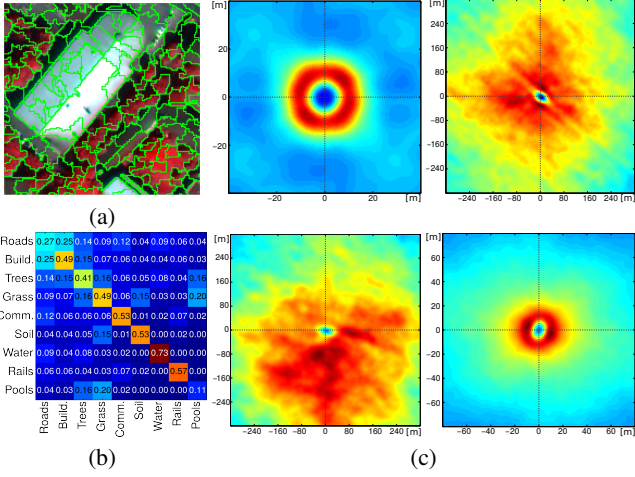 [m]
20
0
−20
−20
0
20
[m]
[m]
240
160
80
0
−80
−160
−240
−240
−160
−80
0
80
160
240
[m]
(a)
Roads 0.27 0.25 0.14 0.09 0.12 0.04 0.09 0.06 0.04
Build. 0.25 0.49 0.15 0.07 0.06 0.04 0.04 0.06 0.03
Trees 0.14 0.15 0.41 0.16 0.06 0.05 0.08 0.04 0.16
Grass 0.09 0.07 0.16 0.49 0.06 0.15 0.03 0.03 0.20
Comm. 0.12 0.06 0.06 0.06 0.53 0.01 0.02 0.07 0.02
Soil 0.04 0.04 0.05 0.15 0.01 0.53 0.00 0.02 0.00
Water 0.09 0.04 0.08 0.03 0.02 0.00 0.73 0.00 0.00
Rails 0.06 0.06 0.04 0.03 0.07 0.02 0.00 0.57 0.00
Pools 0.04 0.03 0.16 0.20 0.02 0.00 0.00 0.00 0.11
Roads
Build.
Trees
Grass
Comm.
Soil
Water
Rails
Pools
[m]
240
160
80
0
−80
−160
−240
−240
−160
−80
0
80
160
240
[m]
[m]
60
40
20
0
−20
−40
−60
−60
−40
−20
0
20
40
60
[m]
(b)
(c)